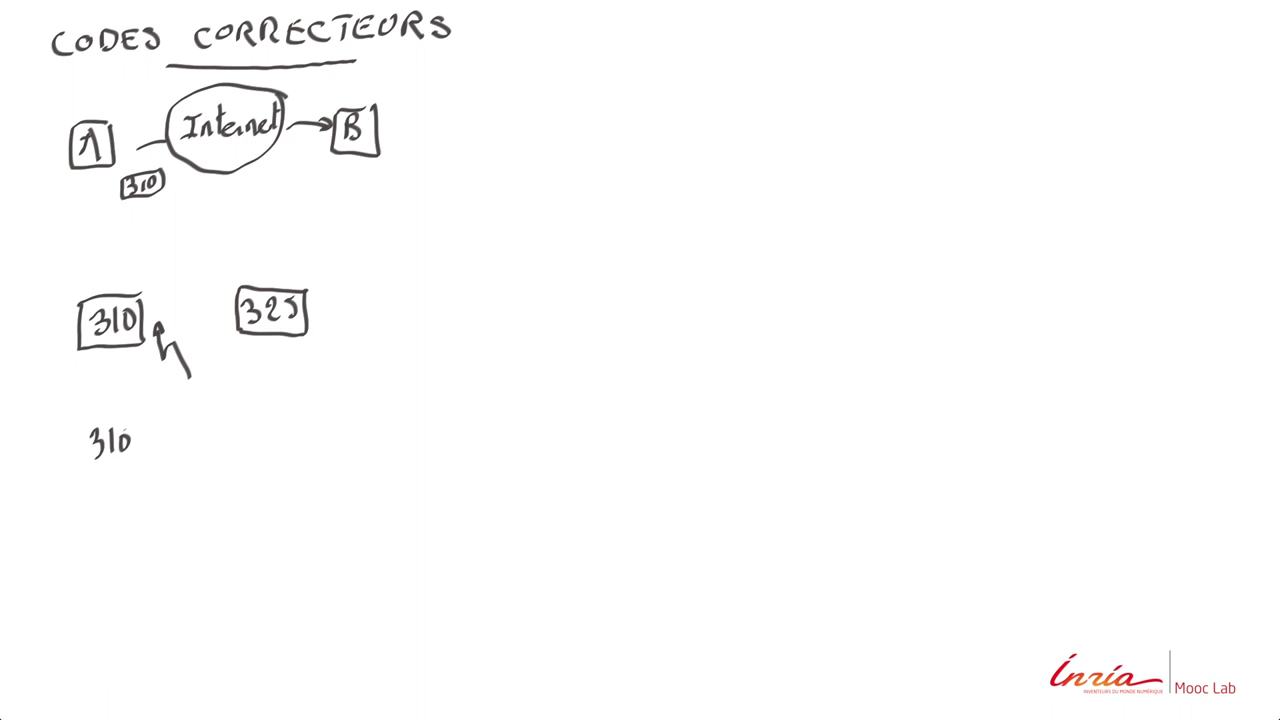 CODES CORRECTEURS
A Internet B
310
310 325
310
Inria
INVENTEURS DU MONDE NUMÉRIQUE
Mooc Lab